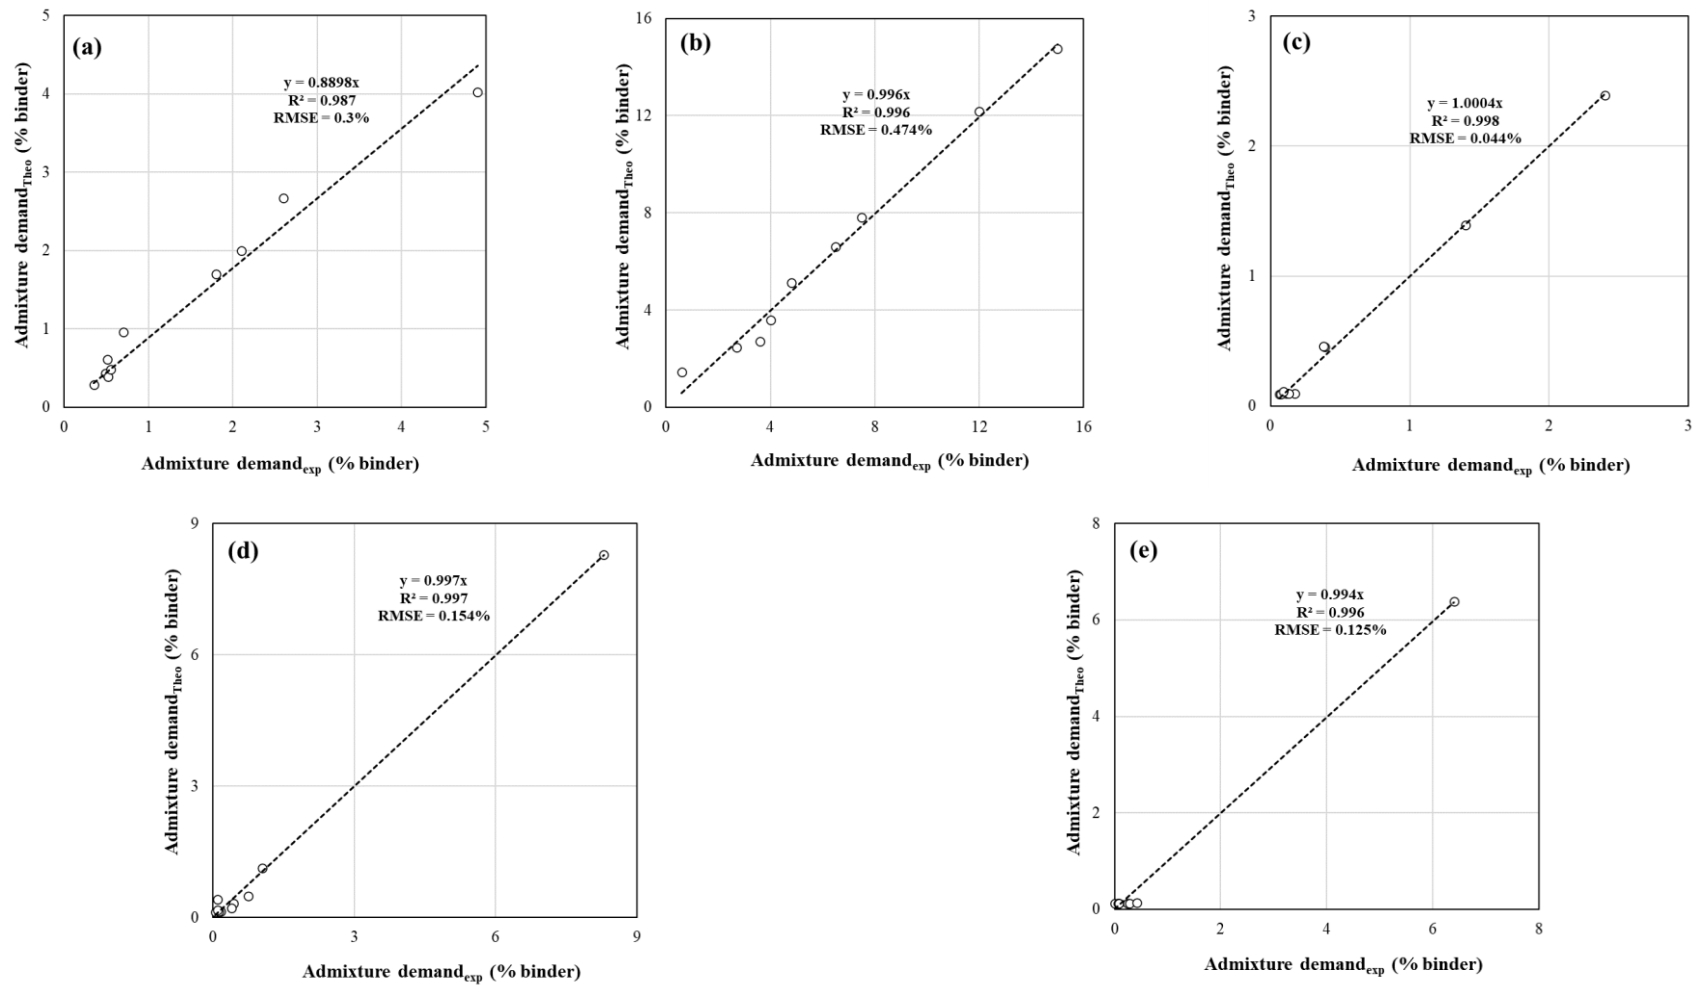 (a)
y = 0.8898x
R² = 0.987
RMSE = 0.3%
5
4
3
2
1
0
0 1 2 3 4 5
Admixture demandTheo (% binder)
Admixture demandexp (% binder)
(b)
y = 0.996x
R² = 0.996
RMSE = 0.474%
16
12
8
4
0
0 4 8 12 16
Admixture demandTheo (% binder)
Admixture demandexp (% binder)
(c)
y = 1.0004x
R² = 0.998
RMSE = 0.044%
3
2
1
0
0 1 2 3
Admixture demandTheo (% binder)
Admixture demandexp (% binder)
(d)
y = 0.997x
R² = 0.997
RMSE = 0.154%
9
6
3
0
0 3 6 9
Admixture demandTheo (% binder)
Admixture demandexp (% binder)
(e)
y = 0.994x
R² = 0.996
RMSE = 0.125%
8
6
4
2
0
0 2 4 6 8
Admixture demandTheo (% binder)
Admixture demandexp (% binder)